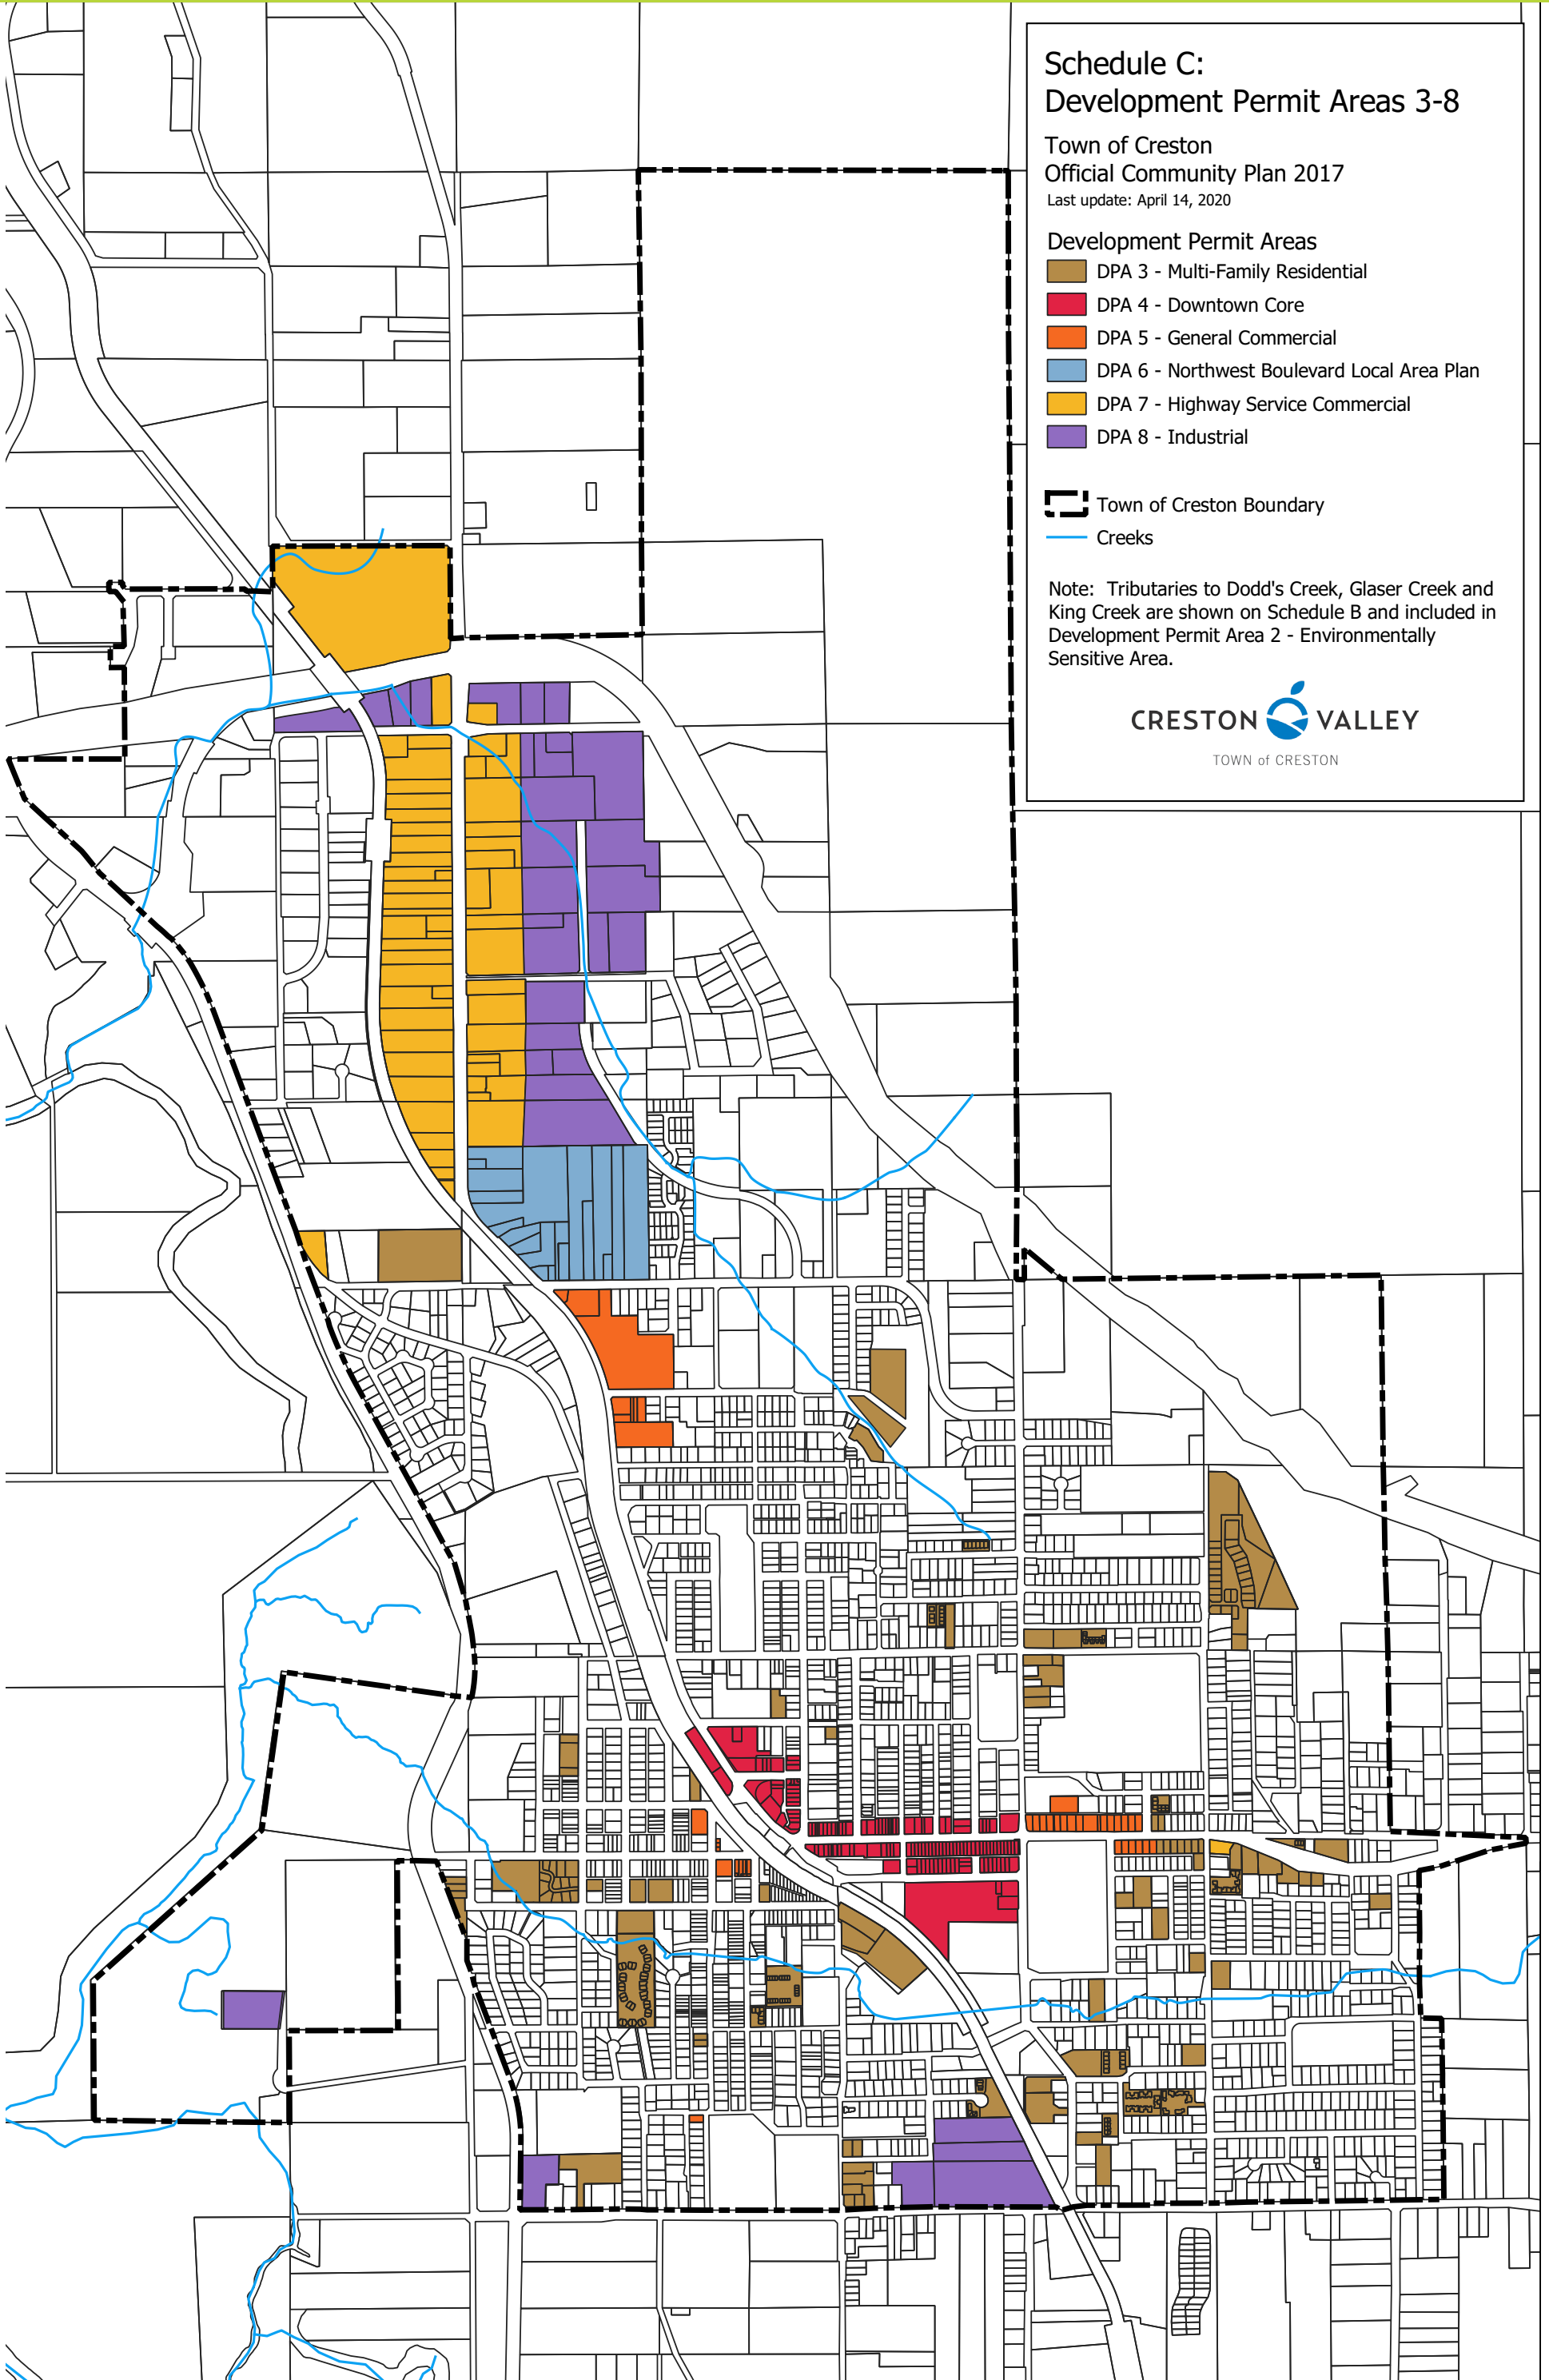 Schedule C:
Development Permit Areas 3-8
Town of Creston
Official Community Plan 2017
Last update: April 14, 2020
Development Permit Areas
DPA 3 - Multi-Family Residential
DPA 4 - Downtown Core
DPA 5 - General Commercial
DPA 6 - Northwest Boulevard Local Area Plan
DPA 7 - Highway Service Commercial
DPA 8 - Industrial
Town of Creston Boundary
Creeks
Note: Tributaries to Dodd's Creek, Glaser Creek and
King Creek are shown on Schedule B and included in
Development Permit Area 2 - Environmentally
Sensitive Area.
CRESTON VALLEY
TOWN of CRESTON